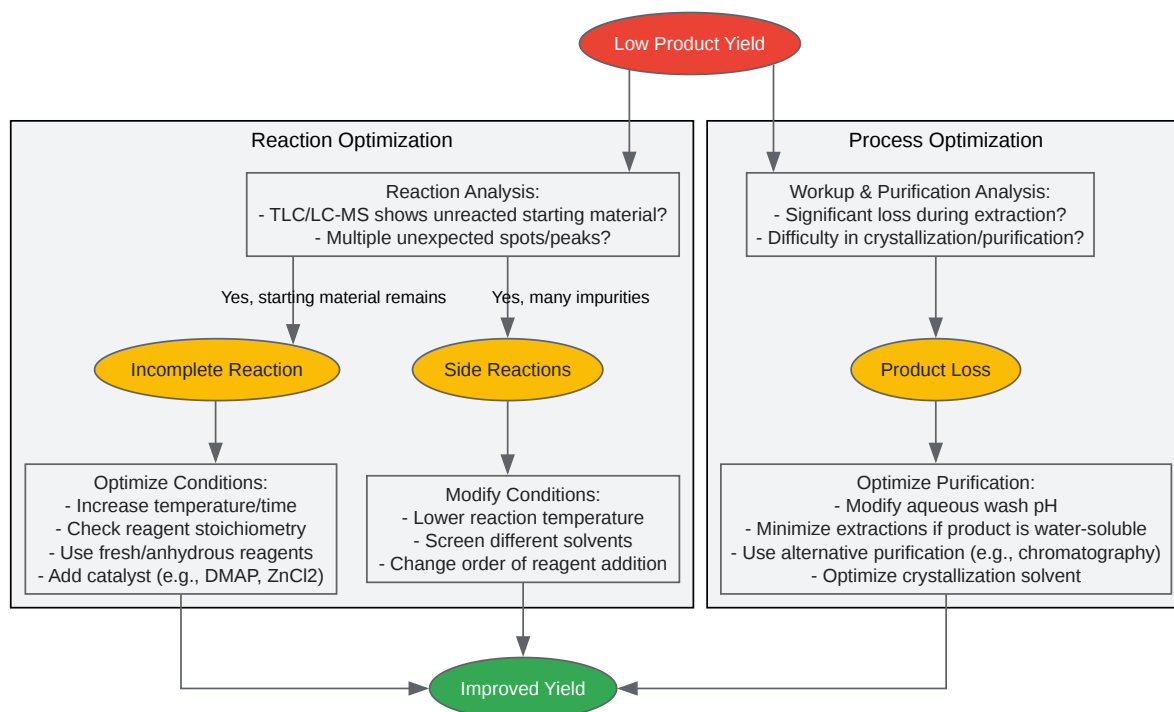 Low Product Yield
Reaction Optimization
Reaction Analysis:
- TLC/LC-MS shows unreacted starting material?
- Multiple unexpected spots/peaks?
Yes, starting material remains
Yes, many impurities
Incomplete Reaction
Side Reactions
Optimize Conditions:
- Increase temperature/time
- Check reagent stoichiometry
- Use fresh/anhydrous reagents
- Add catalyst (e.g., DMAP, ZnCl2)
Modify Conditions:
- Lower reaction temperature
- Screen different solvents
- Change order of reagent addition
Process Optimization
Workup & Purification Analysis:
- Significant loss during extraction?
- Difficulty in crystallization/purification?
Product Loss
Optimize Purification:
- Modify aqueous wash pH
- Minimize extractions if product is water-soluble
- Use alternative purification (e.g., chromatography)
- Optimize crystallization solvent
Improved Yield